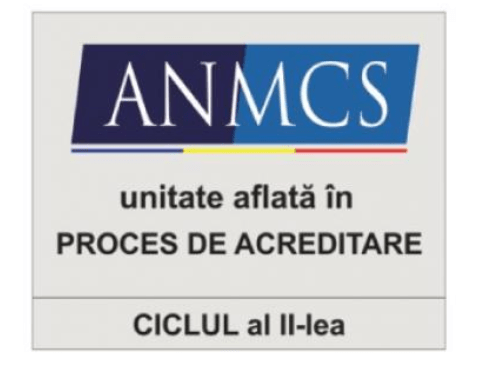 ANMCS
unitate aflată în
PROCES DE ACREDITARE
CICLUL al II-lea